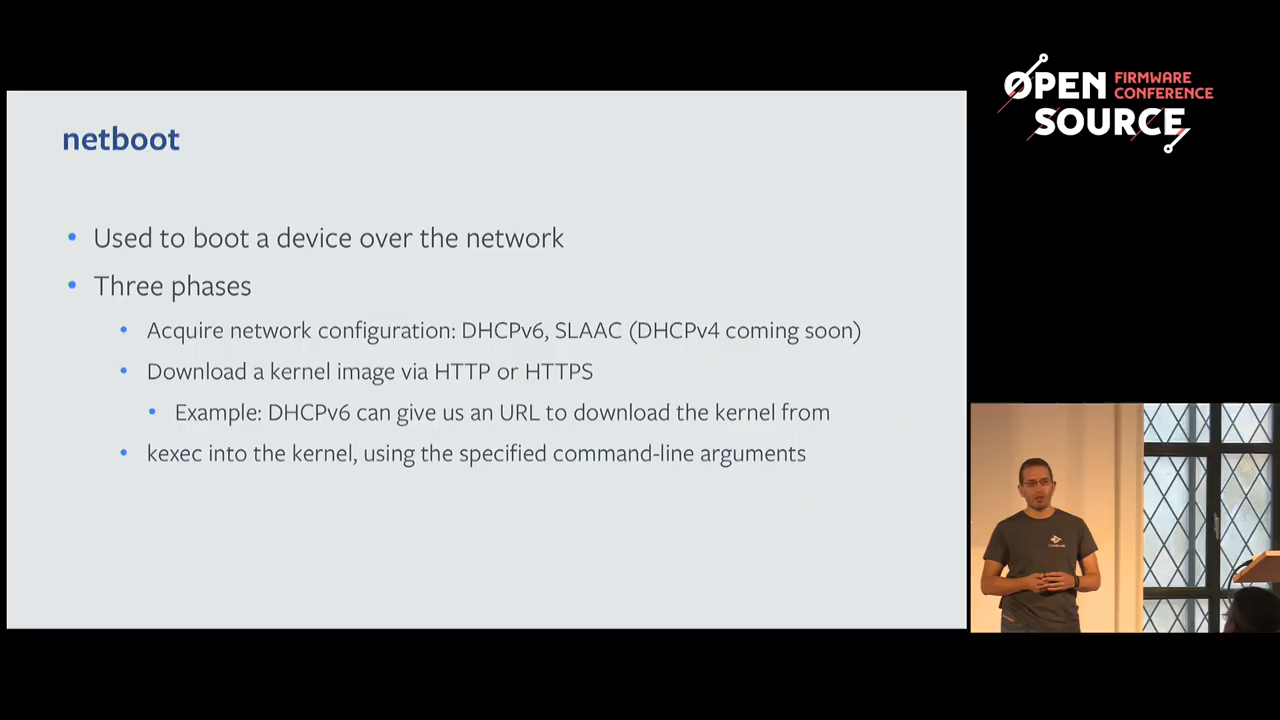 OPEN FIRMWARE
CONFERENCE
SOURCE
netboot
Used to boot a device over the network
Three phases
Acquire network configuration: DHCPv6, SLAAC (DHCPv4 coming soon)
Download a kernel image via HTTP or HTTPS
Example: DHCPv6 can give us an URL to download the kernel from
kexec into the kernel, using the specified command-line arguments